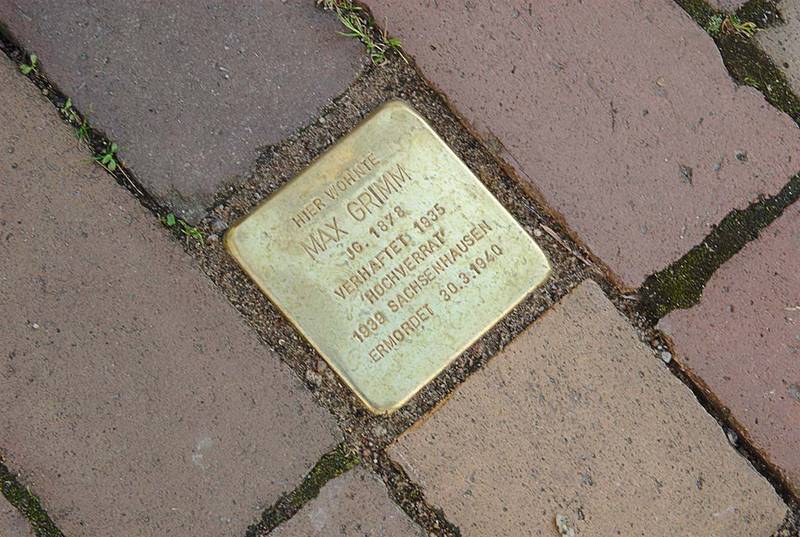 HIER WOHNTE
MAX GRIMM
JG. 1878
VERHAFTET 1935
'HOCHVERRAT'
1939 SACHSENHAUSEN
ERMORDET 30.3.1940